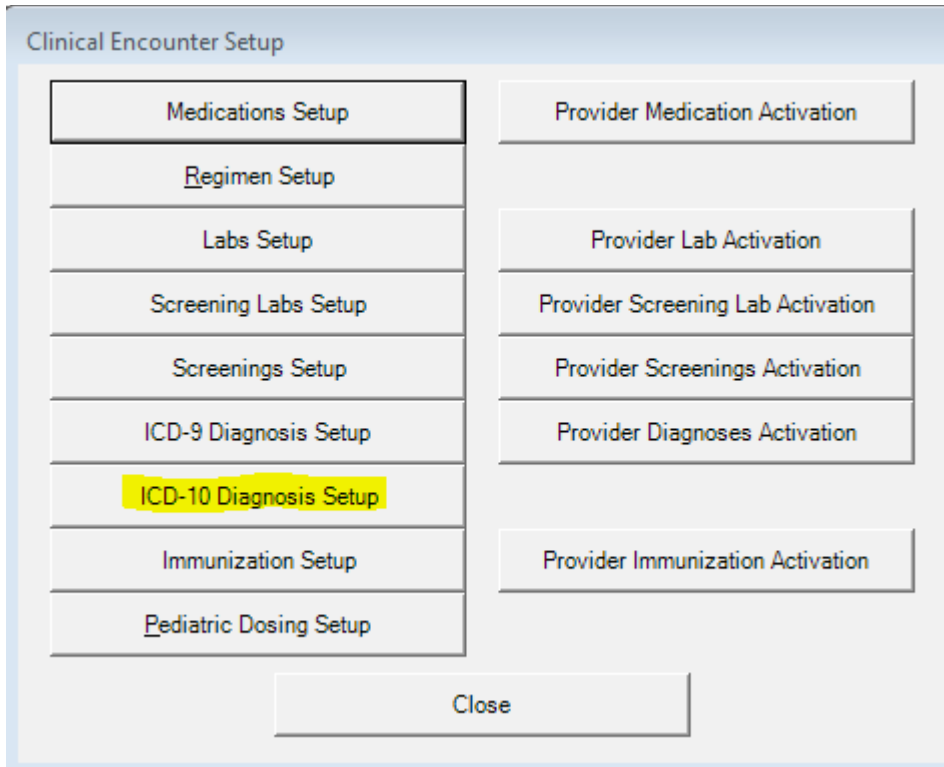 Clinical Encounter Setup
Medications Setup
Provider Medication Activation
Regimen Setup
Labs Setup
Provider Lab Activation
Screening Labs Setup
Provider Screening Lab Activation
Screenings Setup
Provider Screenings Activation
ICD-9 Diagnosis Setup
Provider Diagnoses Activation
ICD-10 Diagnosis Setup
Immunization Setup
Provider Immunization Activation
Pediatric Dosing Setup
Close